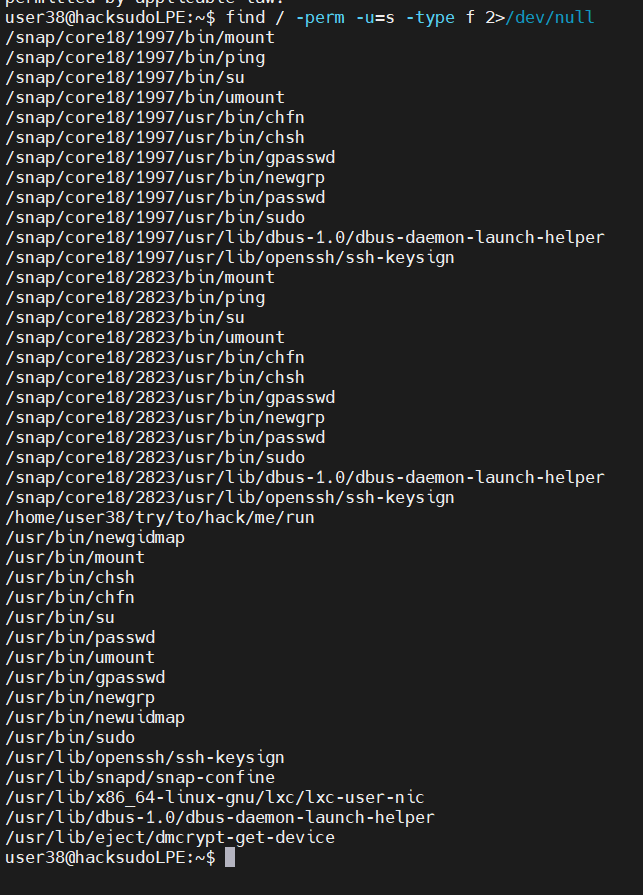 permitted by applicable law.
user38@hacksudoLPE:~$ find / -perm -u=s -type f 2>/dev/null
/snap/core18/1997/bin/mount
/snap/core18/1997/bin/ping
/snap/core18/1997/bin/su
/snap/core18/1997/bin/umount
/snap/core18/1997/usr/bin/chfn
/snap/core18/1997/usr/bin/chsh
/snap/core18/1997/usr/bin/gpasswd
/snap/core18/1997/usr/bin/newgrp
/snap/core18/1997/usr/bin/passwd
/snap/core18/1997/usr/bin/sudo
/snap/core18/1997/usr/lib/dbus-1.0/dbus-daemon-launch-helper
/snap/core18/1997/usr/lib/openssh/ssh-keysign
/snap/core18/2823/bin/mount
/snap/core18/2823/bin/ping
/snap/core18/2823/bin/su
/snap/core18/2823/bin/umount
/snap/core18/2823/usr/bin/chfn
/snap/core18/2823/usr/bin/chsh
/snap/core18/2823/usr/bin/gpasswd
/snap/core18/2823/usr/bin/newgrp
/snap/core18/2823/usr/bin/passwd
/snap/core18/2823/usr/bin/sudo
/snap/core18/2823/usr/lib/dbus-1.0/dbus-daemon-launch-helper
/snap/core18/2823/usr/lib/openssh/ssh-keysign
/home/user38/try/to/hack/me/run
/usr/bin/newgidmap
/usr/bin/mount
/usr/bin/chsh
/usr/bin/chfn
/usr/bin/su
/usr/bin/passwd
/usr/bin/umount
/usr/bin/gpasswd
/usr/bin/newgrp
/usr/bin/newuidmap
/usr/bin/sudo
/usr/lib/openssh/ssh-keysign
/usr/lib/snapd/snap-confine
/usr/lib/x86_64-linux-gnu/lxc/lxc-user-nic
/usr/lib/dbus-1.0/dbus-daemon-launch-helper
/usr/lib/eject/dmcrypt-get-device
user38@hacksudoLPE:~$